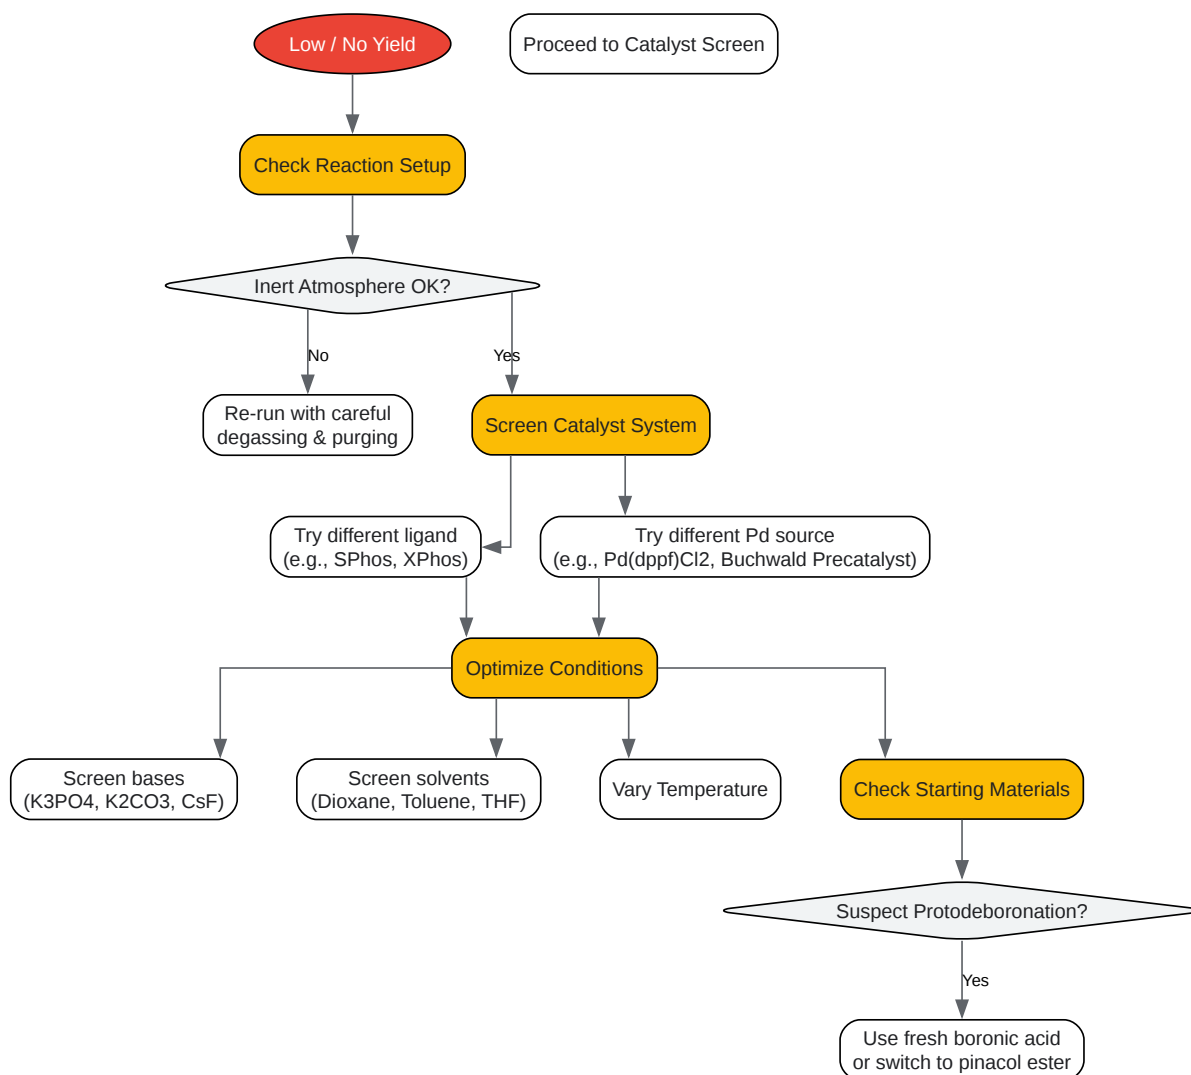 Low / No Yield
Proceed to Catalyst Screen
Check Reaction Setup
Inert Atmosphere OK?
No
Yes
Re-run with careful
degassing & purging
Screen Catalyst System
Try different ligand
(e.g., SPhos, XPhos)
Try different Pd source
(e.g., Pd(dppf)Cl2, Buchwald Precatalyst)
Optimize Conditions
Screen bases
(K3PO4, K2CO3, CsF)
Screen solvents
(Dioxane, Toluene, THF)
Vary Temperature
Check Starting Materials
Suspect Protodeboronation?
Yes
Use fresh boronic acid
or switch to pinacol ester